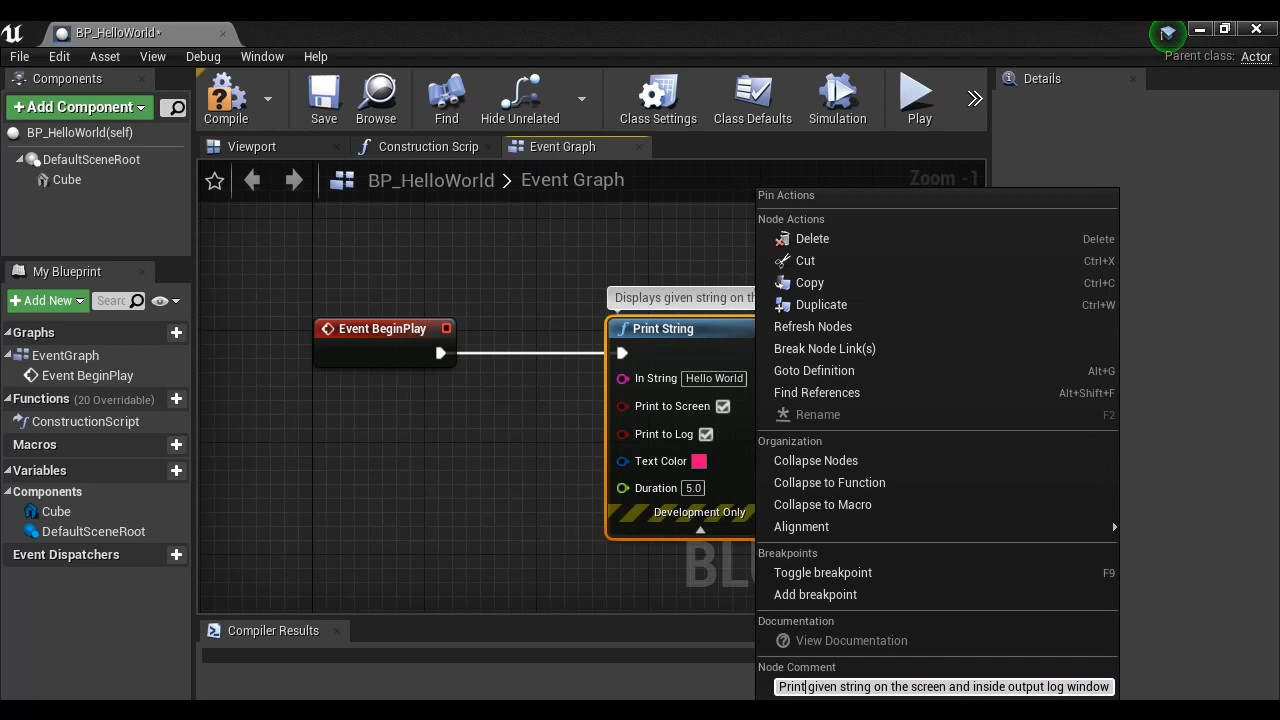 BP_HelloWorld*
File Edit Asset View Debug Window Help
Parent class: Actor
Components
Add Component
BP_HelloWorld(self)
DefaultSceneRoot
Cube
My Blueprint
Add New Searc
Graphs
EventGraph
Event BeginPlay
Functions (20 Overridable)
ConstructionScript
Macros
Variables
Components
Cube
DefaultSceneRoot
Event Dispatchers
Compile Save Browse Find Hide Unrelated Class Settings Class Defaults Simulation Play
Viewport Construction Scrip Event Graph
BP_HelloWorld > Event Graph
Zoom -1
Event BeginPlay
Displays given string on th
Print String
In String Hello World
Print to Screen
Print to Log
Text Color
Duration 5.0
Development Only
BLU
Compiler Results
Details
Pin Actions
Node Actions
Delete Delete
Cut Ctrl+X
Copy Ctrl+C
Duplicate Ctrl+W
Refresh Nodes
Break Node Link(s)
Goto Definition Alt+G
Find References Alt+Shift+F
Rename F2
Organization
Collapse Nodes
Collapse to Function
Collapse to Macro
Alignment
Breakpoints
Toggle breakpoint F9
Add breakpoint
Documentation
View Documentation
Node Comment
Print given string on the screen and inside output log window